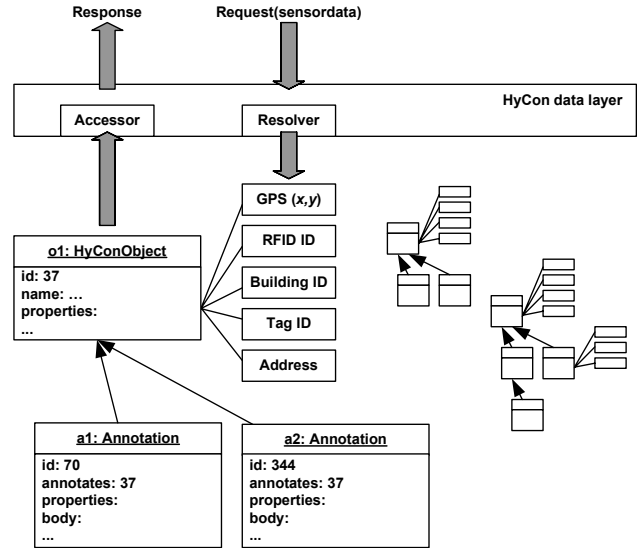 Response
Request(sensordata)
HyCon data layer
Accessor
Resolver
GPS (x,y)
RFID ID
Building ID
Tag ID
Address
o1: HyConObject
id: 37
name: …
properties:
...
a1: Annotation
id: 70
annotates: 37
properties:
body:
...
a2: Annotation
id: 344
annotates: 37
properties:
body:
...